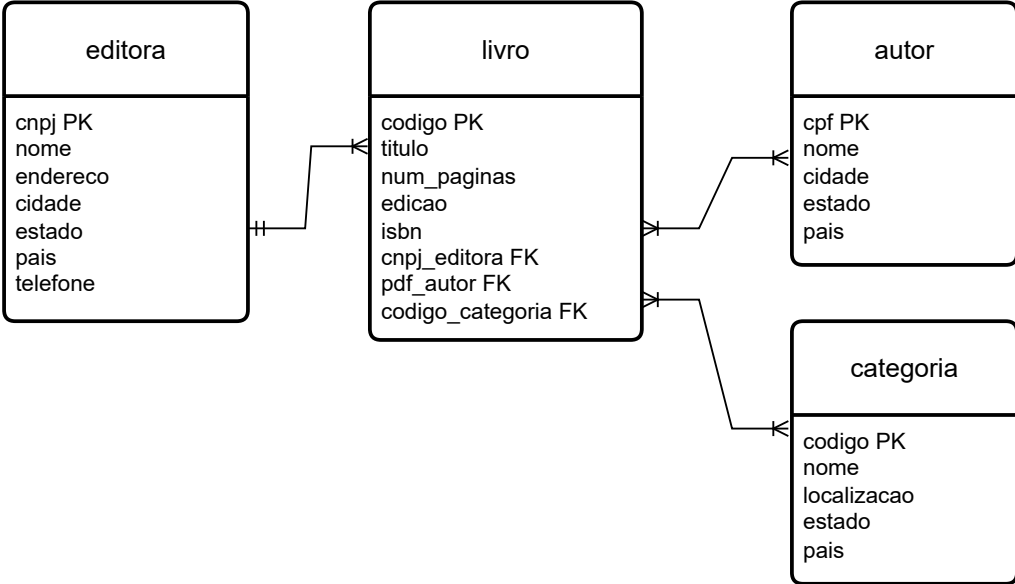 editora
cnpj PK
nome
endereco
cidade
estado
pais
telefone
livro
codigo PK
titulo
num_paginas
edicao
isbn
cnpj_editora FK
pdf_autor FK
codigo_categoria FK
autor
cpf PK
nome
cidade
estado
pais
categoria
codigo PK
nome
localizacao
estado
pais